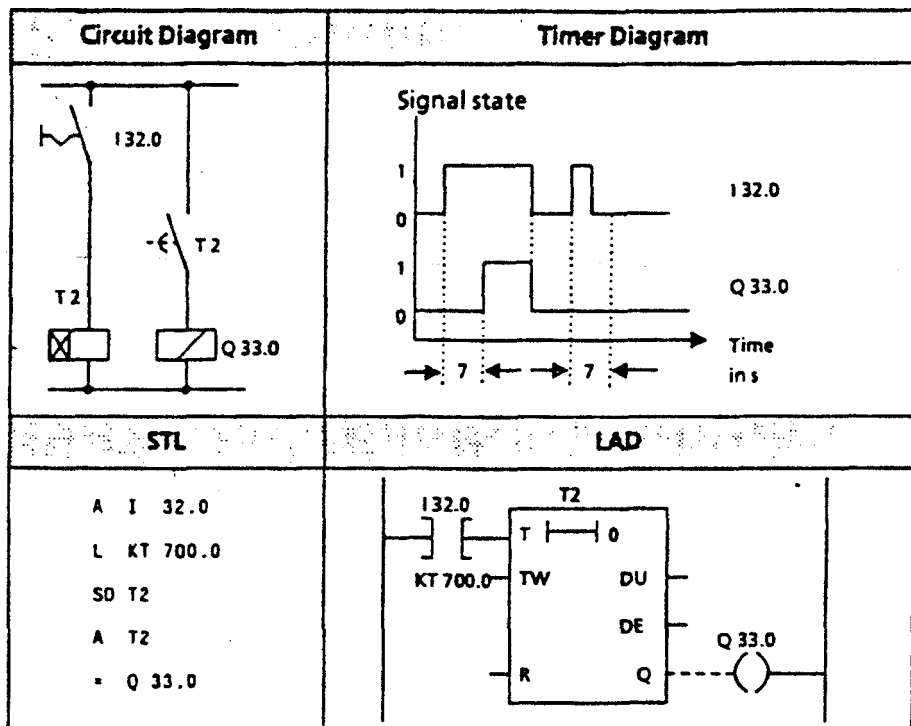 Circuit Diagram
Timer Diagram
I 32.0
T 2
T 2
Q 33.0
Signal state
1
0
I 32.0
1
0
Q 33.0
Time
in s
7
7
STL
LAD
A I 32.0
L KT 700.0
SD T2
A T2
= Q 33.0
I 32.0
T2
T 0
KT 700.0
TW
DU
DE
Q 33.0
R
Q